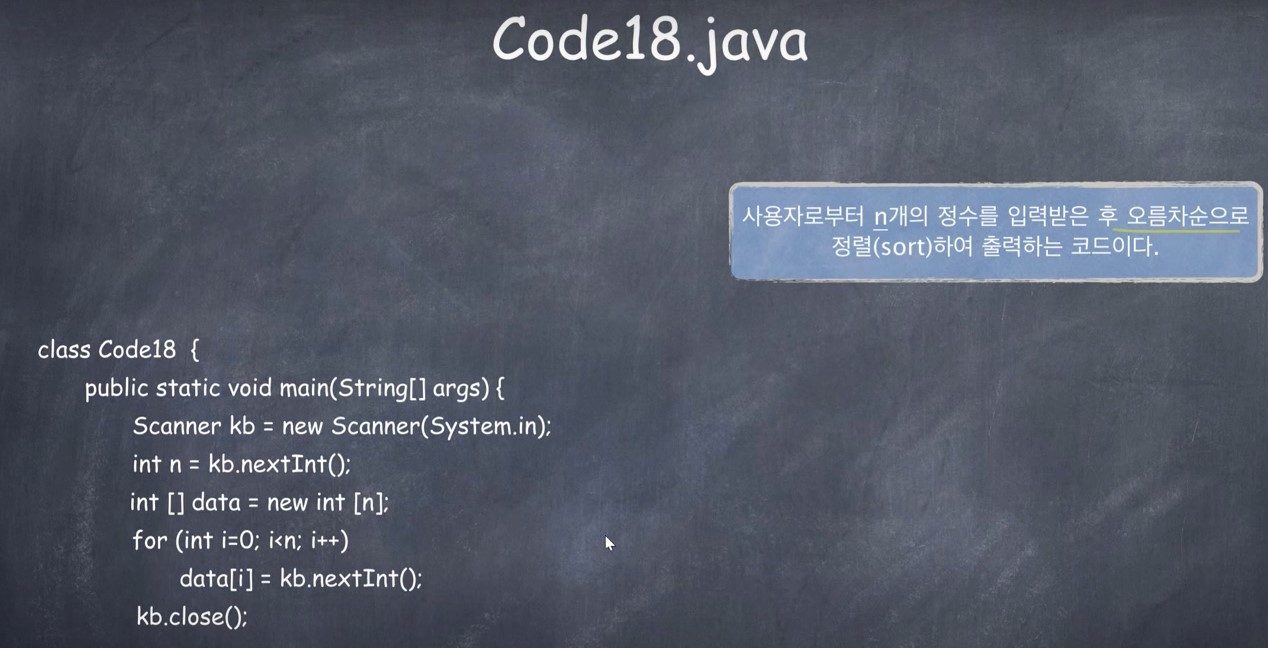 Code18.java
사용자로부터 n개의 정수를 입력받은 후 오름차순으로
정렬(sort)하여 출력하는 코드이다.
class Code18 {
public static void main(String[] args) {
Scanner kb = new Scanner(System.in);
int n = kb.nextInt();
int [] data = new int [n];
for (int i=0; i<n; i++)
data[i] = kb.nextInt();
kb.close();